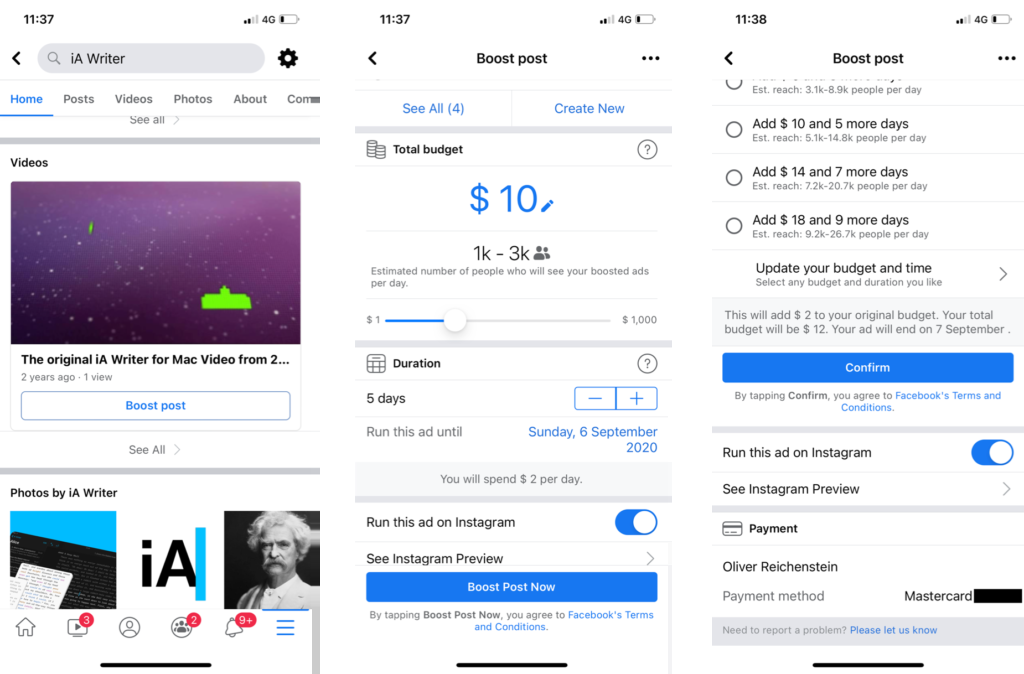 11:37
4G
iA Writer
Home Posts Videos Photos About Com
See all
Videos
The original iA Writer for Mac Video from 2...
2 years ago · 1 view
Boost post
See All
Photos by iA Writer
iA
3
2
9+
11:37
4G
Boost post
See All (4)
Create New
Total budget
?
$ 10
1k - 3k
Estimated number of people who will see your boosted ads
per day.
$ 1
$ 1,000
Duration
?
5 days
Run this ad until
Sunday, 6 September
2020
You will spend $ 2 per day.
Run this ad on Instagram
See Instagram Preview
Boost Post Now
By tapping Boost Post Now, you agree to Facebook's Terms
and Conditions.
11:38
4G
Boost post
Est. reach: 3.1k-8.9k people per day
Add $ 10 and 5 more days
Est. reach: 5.1k-14.8k people per day
Add $ 14 and 7 more days
Est. reach: 7.2k-20.7k people per day
Add $ 18 and 9 more days
Est. reach: 9.2k-26.7k people per day
Update your budget and time
Select any budget and duration you like
This will add $ 2 to your original budget. Your total
budget will be $ 12. Your ad will end on 7 September .
Confirm
By tapping Confirm, you agree to Facebook's Terms and
Conditions.
Run this ad on Instagram
See Instagram Preview
Payment
Oliver Reichenstein
Payment method
Mastercard
Need to report a problem? Please let us know